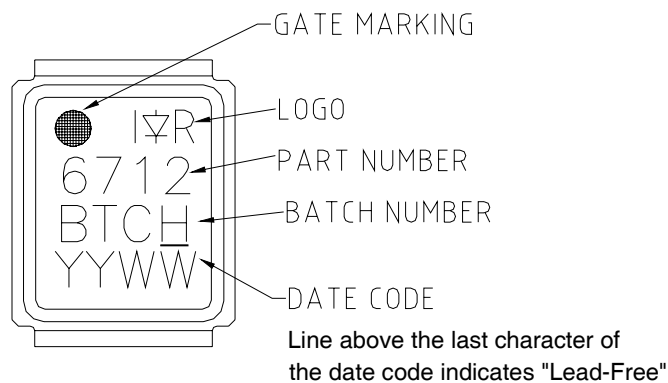 GATE MARKING
I R
LOGO
6712
PART NUMBER
BTCH
BATCH NUMBER
YYWW
DATE CODE
Line above the last character of
the date code indicates "Lead-Free"